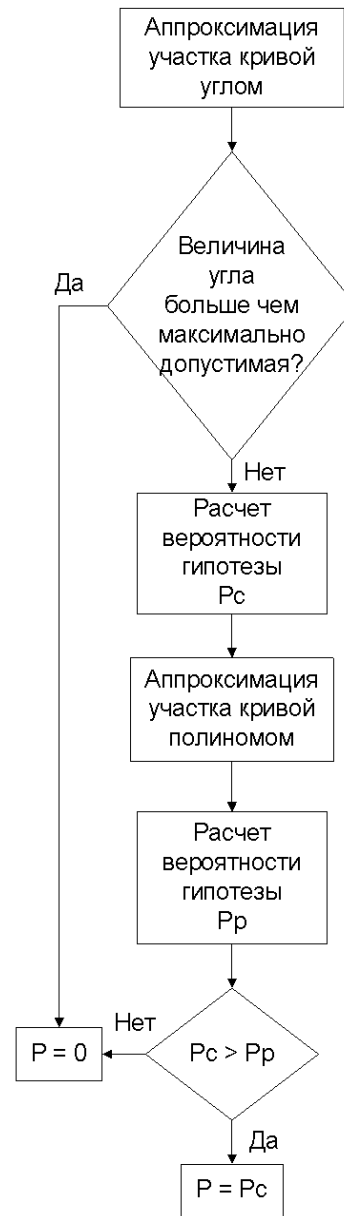 Аппроксимация
участка кривой
углом
Величина
угла
больше чем
максимально
допустимая?
Да
Нет
Расчет
вероятности
гипотезы
Pc
Аппроксимация
участка кривой
полиномом
Расчет
вероятности
гипотезы
Pp
Нет
P = 0
Pc > Pp
Да
P = Pc